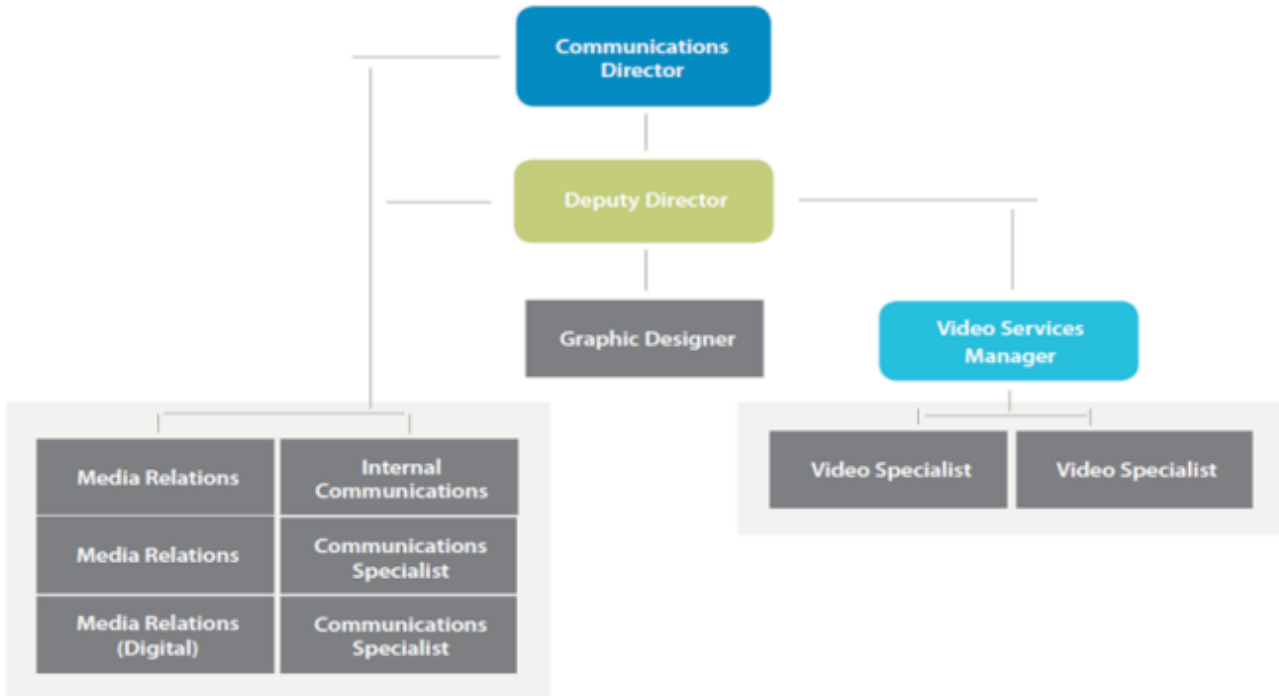 Communications
Director
Deputy Director
Graphic Designer
Video Services
Manager
Media Relations
Internal
Communications
Media Relations
Communications
Specialist
Media Relations
(Digital)
Communications
Specialist
Video Specialist
Video Specialist